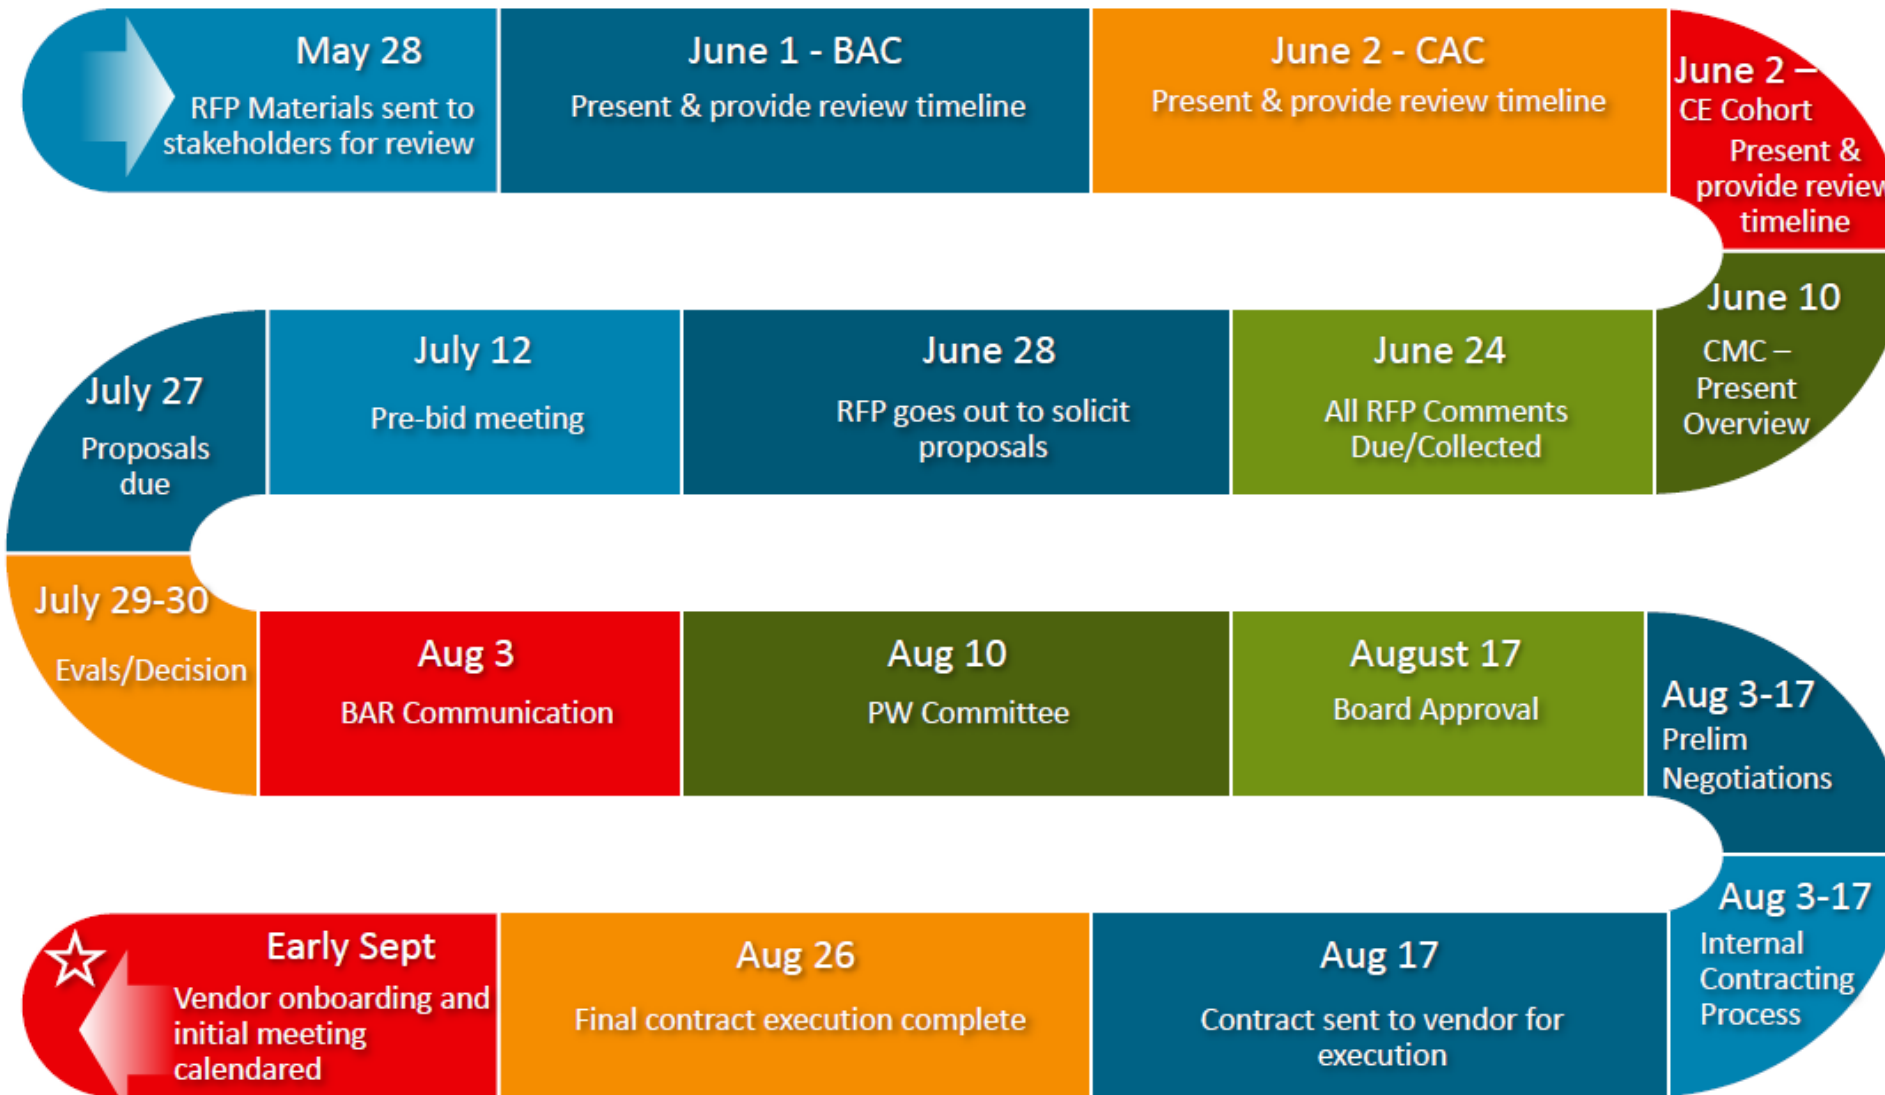 May 28
RFP Materials sent to
stakeholders for review
June 1 - BAC
Present & provide review timeline
June 2 - CAC
Present & provide review timeline
June 2 –
CE Cohort
Present &
provide review
timeline
June 10
CMC –
Present
Overview
June 24
All RFP Comments
Due/Collected
June 28
RFP goes out to solicit
proposals
July 12
Pre-bid meeting
July 27
Proposals
due
July 29-30
Evals/Decision
Aug 3
BAR Communication
Aug 10
PW Committee
August 17
Board Approval
Aug 3-17
Prelim
Negotiations
Aug 3-17
Internal
Contracting
Process
Aug 17
Contract sent to vendor for
execution
Aug 26
Final contract execution complete
Early Sept
Vendor onboarding and
initial meeting
calendared